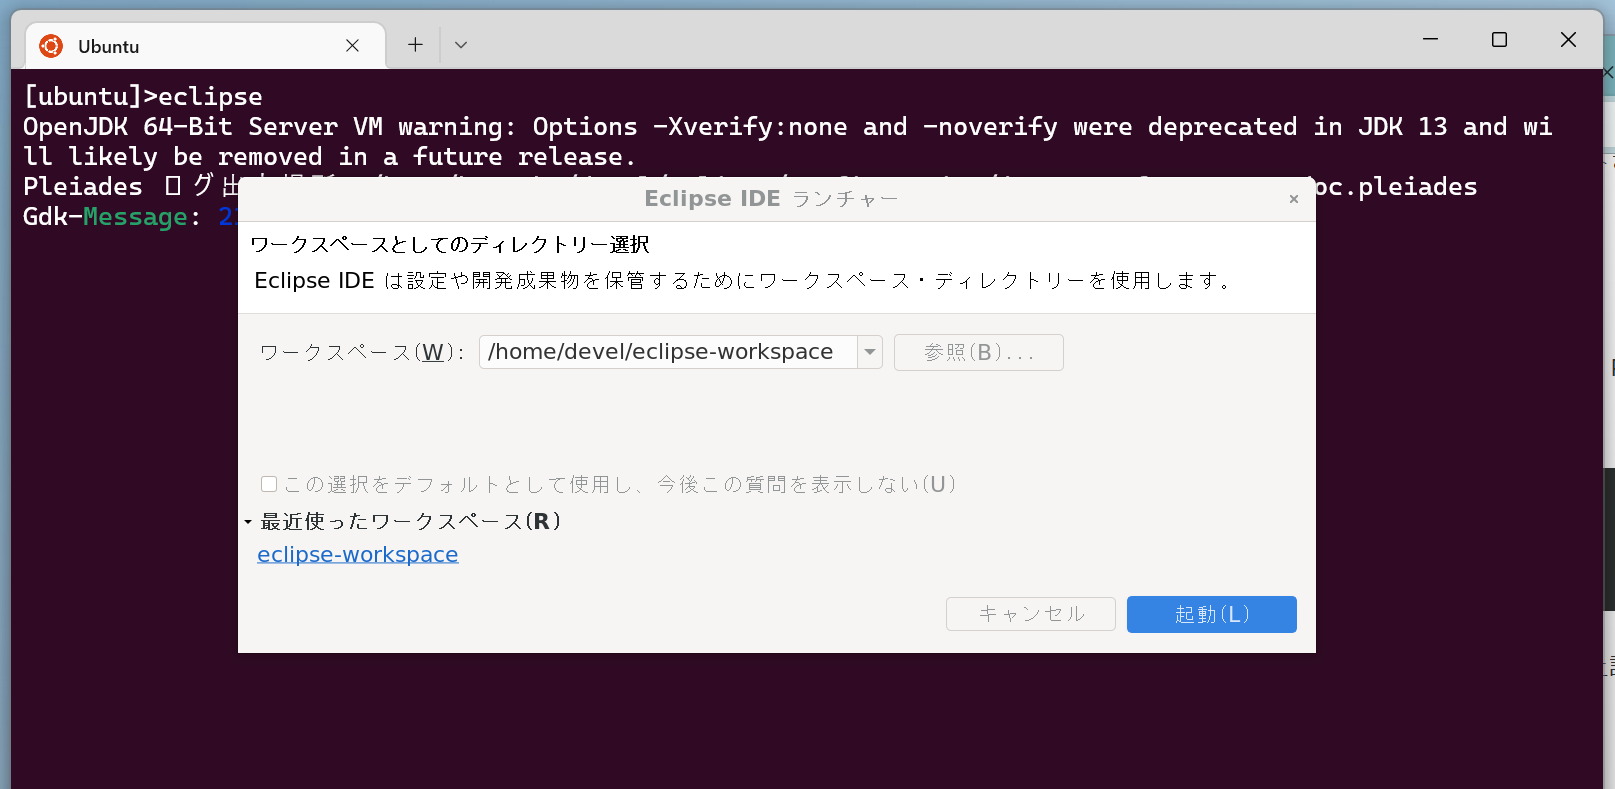 Ubuntu
[ubuntu]>eclipse
OpenJDK 64-Bit Server VM warning: Options -Xverify:none and -noverify were deprecated in JDK 13 and wi
ll likely be removed in a future release.
Pleiades ログ出 oc.pleiades
Gdk-Message:
Eclipse IDE ランチャー
ワークスペースとしてのディレクトリー選択
Eclipse IDE は設定や開発成果物を保管するためにワークスペース・ディレクトリーを使用します。
ワークスペース(W): /home/devel/eclipse-workspace 参照(B)...
この選択をデフォルトとして使用し、今後この質問を表示しない(U)
最近使ったワークスペース(R)
eclipse-workspace
キャンセル 起動(L)